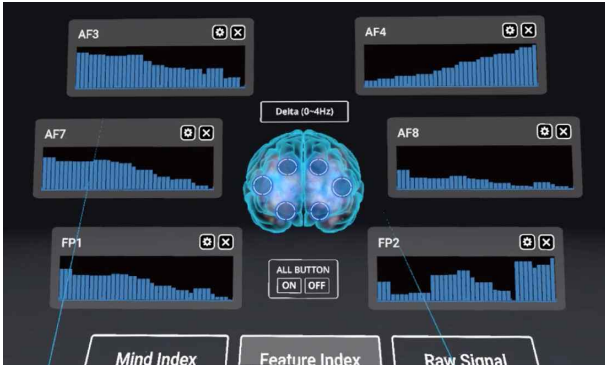 AF3
AF4
Delta (0~4Hz)
AF7
AF8
FP1
FP2
ALL BUTTON
ON OFF
Mind Index
Feature Index
Raw Signal